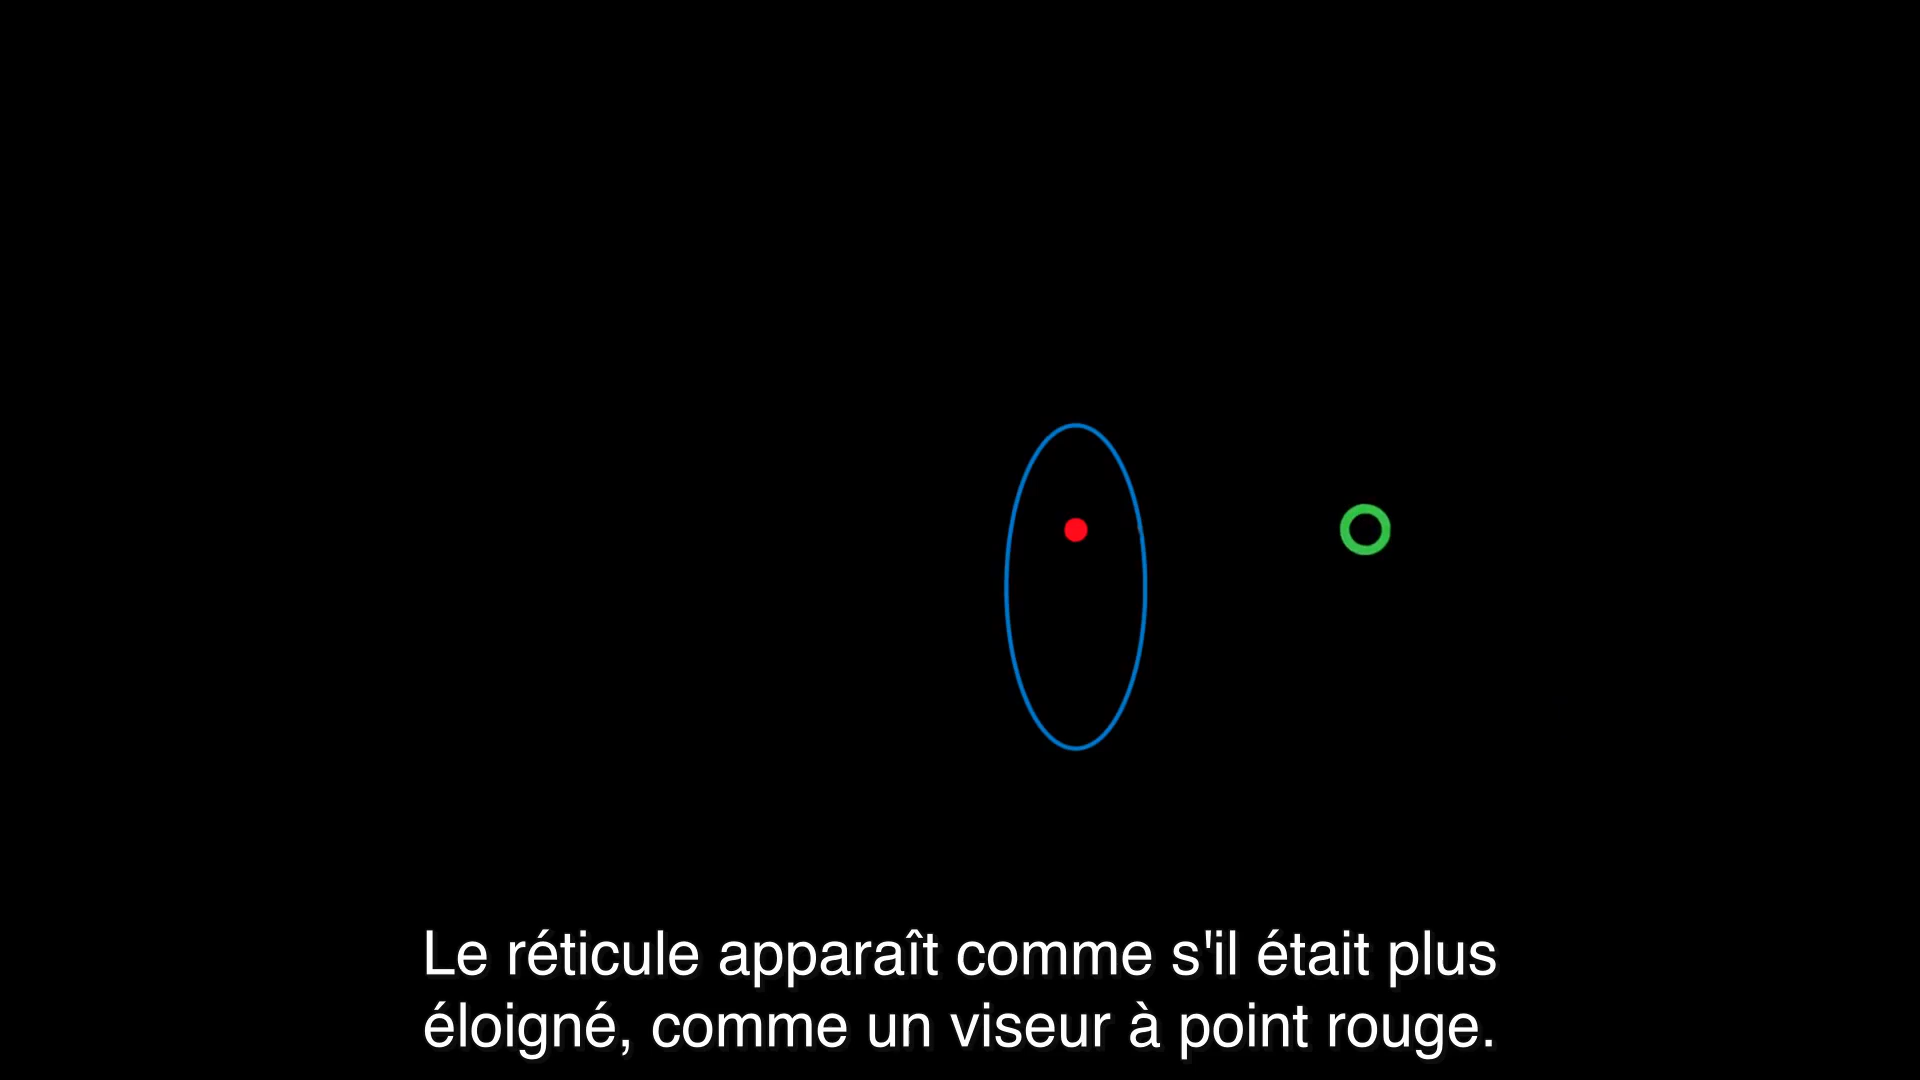 Le réticule apparaît comme s'il était plus
éloigné, comme un viseur à point rouge.